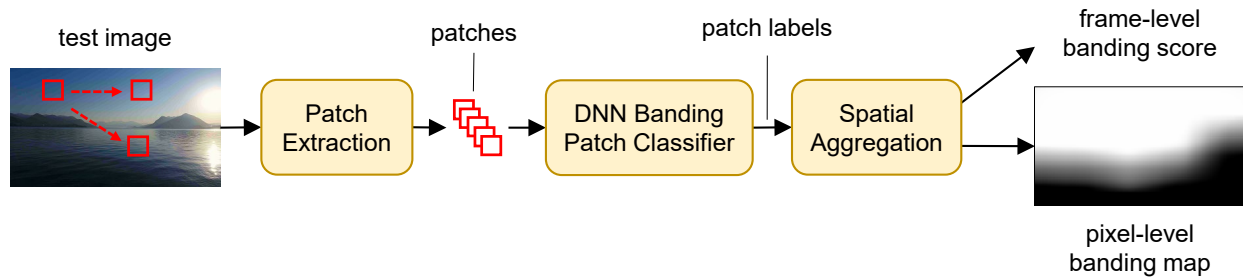 test image
patches
patch labels
frame-level
banding score
Patch
Extraction
DNN Banding
Patch Classifier
Spatial
Aggregation
pixel-level
banding map